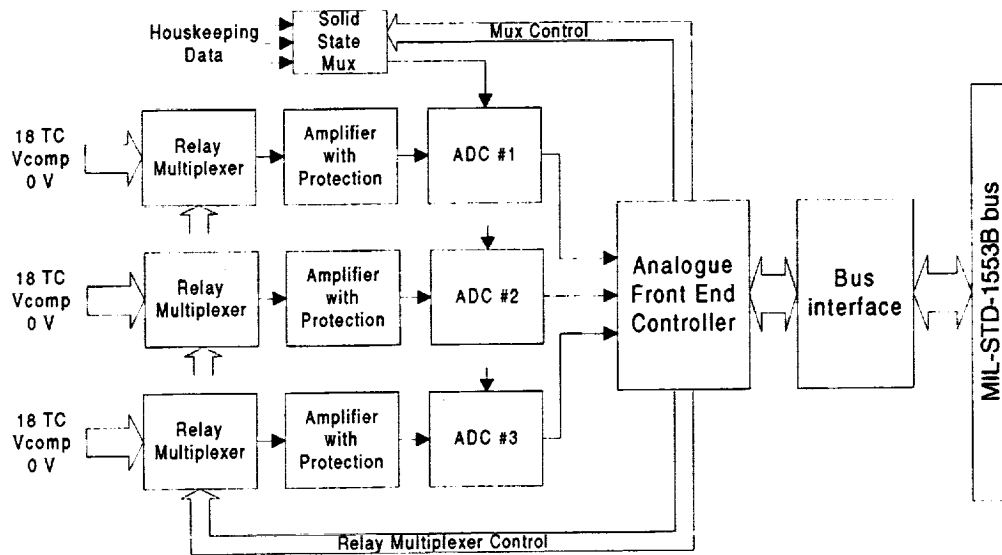 Houskeeping
Data
Solid
State
Mux
Mux Control
18 TC
Vcomp
0 V
Relay
Multiplexer
Amplifier
with
Protection
ADC #1
18 TC
Vcomp
0 V
Relay
Multiplexer
Amplifier
with
Protection
ADC #2
18 TC
Vcomp
0 V
Relay
Multiplexer
Amplifier
with
Protection
ADC #3
Analogue
Front End
Controller
Bus
interface
MIL-STD-1553B bus
Relay Multiplexer Control